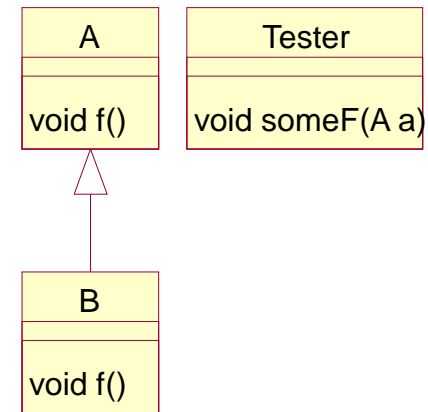 A
void f()
Tester
void someF(A a)
B
void f()